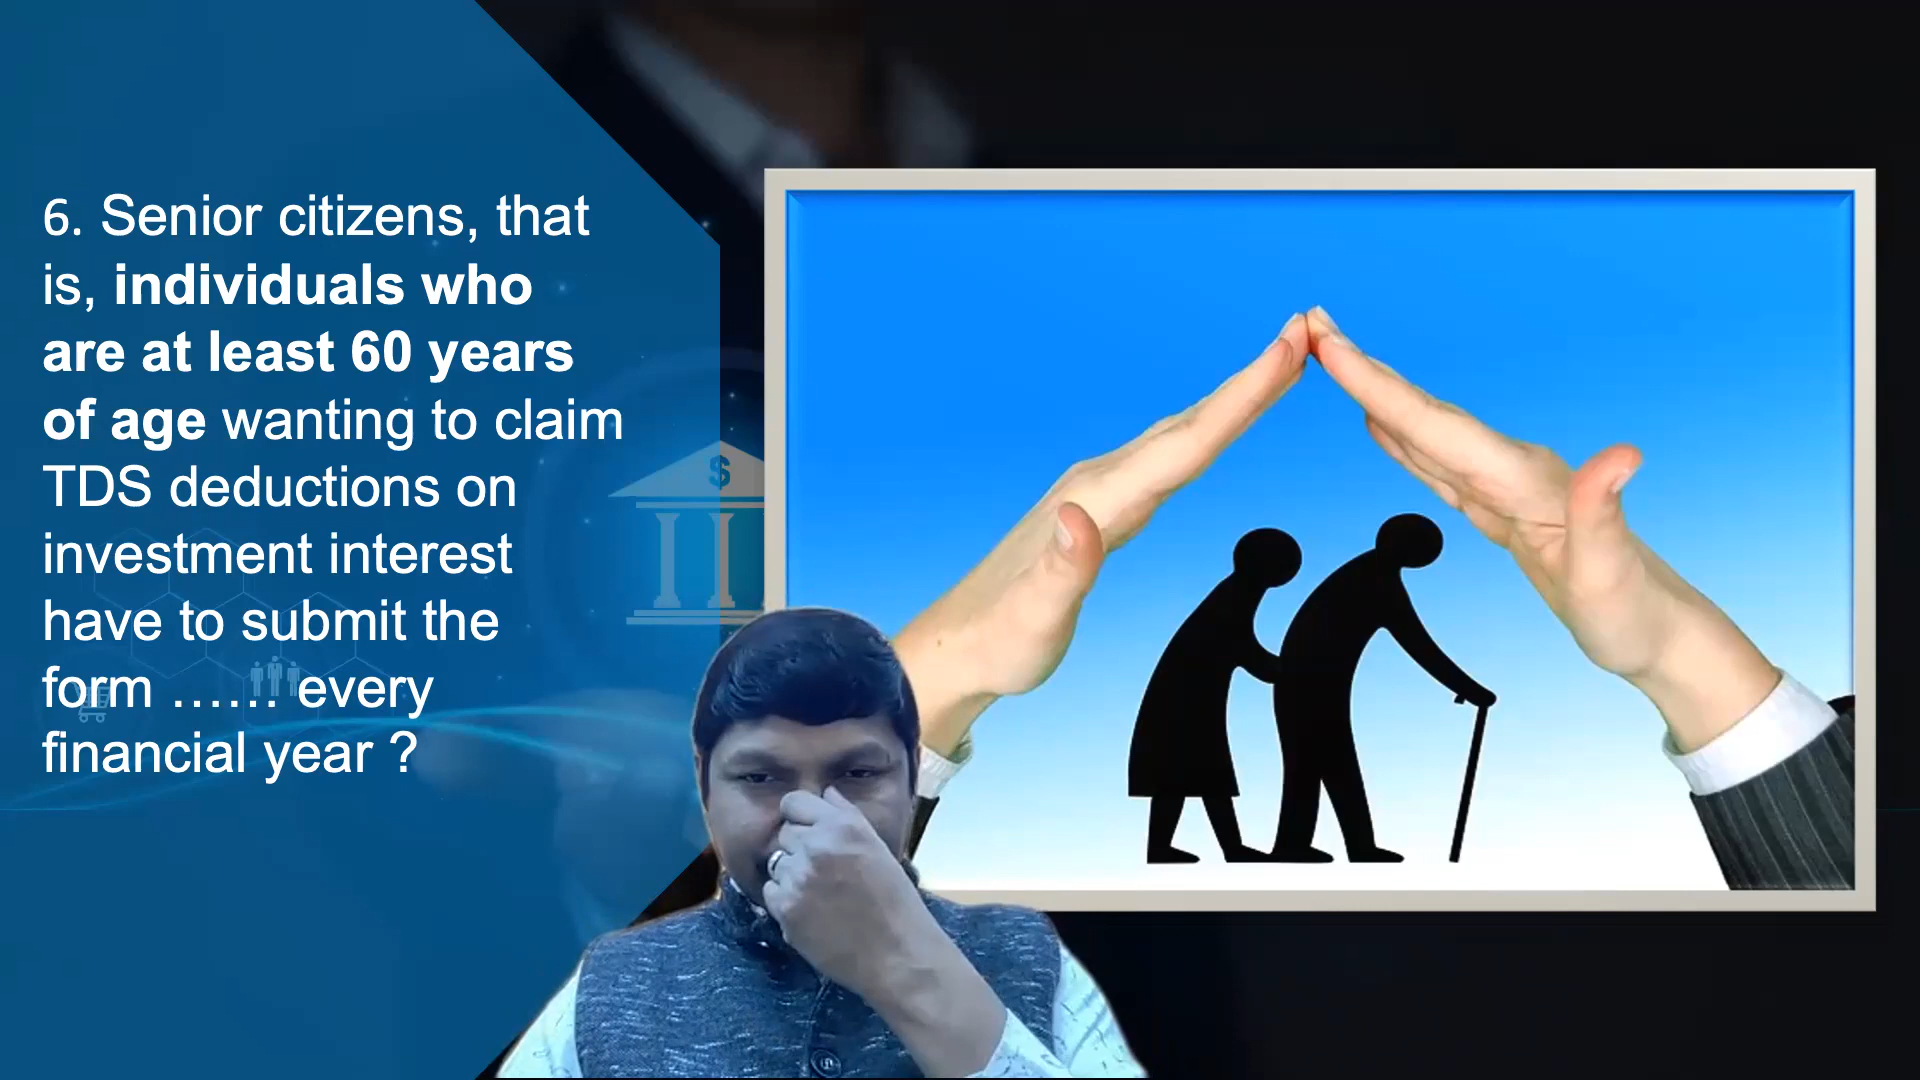 6. Senior citizens, that
is, individuals who
are at least 60 years
of age wanting to claim
TDS deductions on
investment interest
have to submit the
form …… every
financial year ?
$